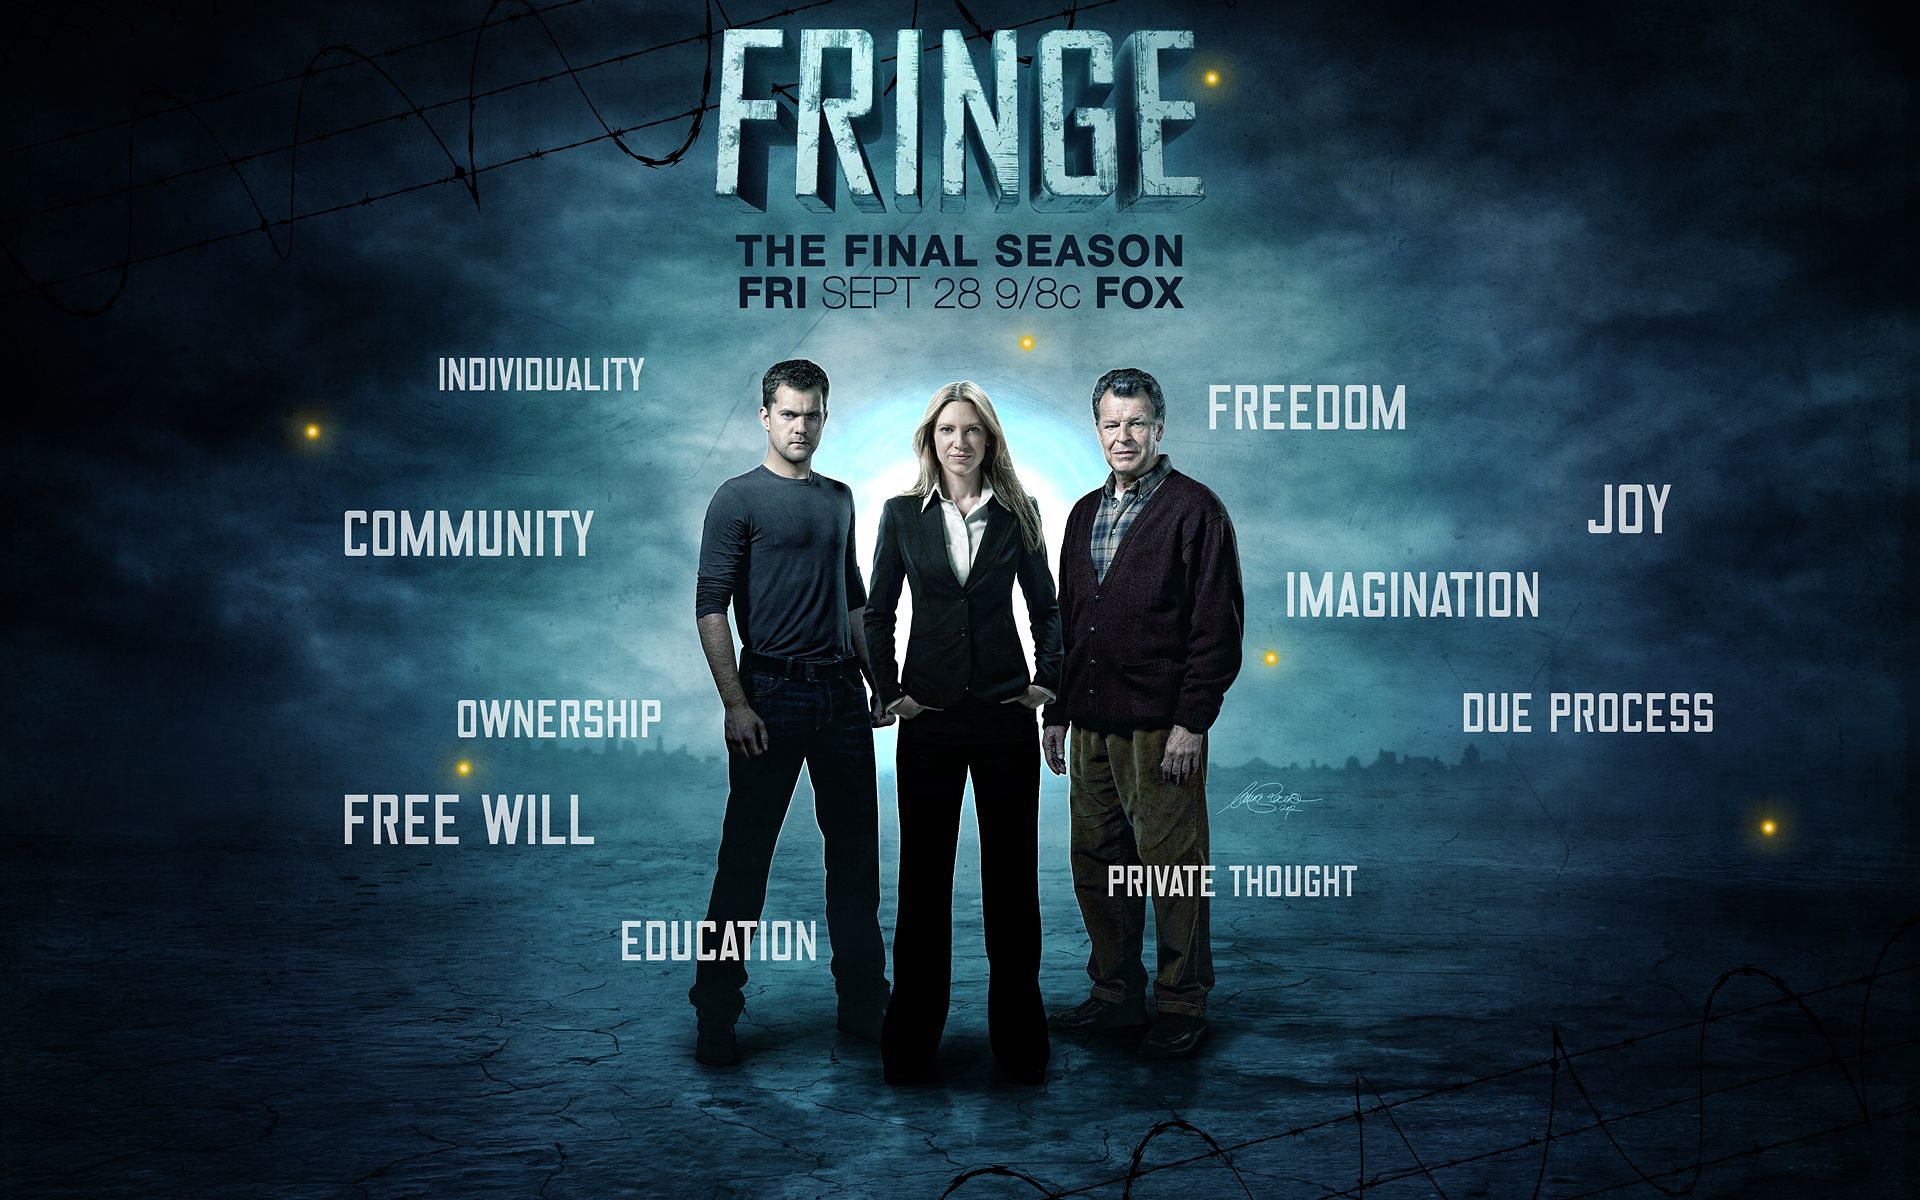 FRINGE
THE FINAL SEASON
FRI SEPT 28 9/8c FOX
INDIVIDUALITY
FREEDOM
COMMUNITY
JOY
IMAGINATION
OWNERSHIP
DUE PROCESS
FREE WILL
PRIVATE THOUGHT
EDUCATION